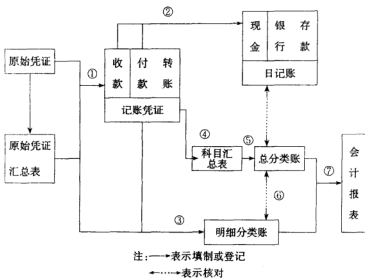 ②
现 银 存
金 行 款
日记账
原始凭证
①
收 付 转
款 款 账
记账凭证
④
⑤
原始凭证
汇总表
科目汇
总表
总分类账
⑦
会
计
报
表
⑥
③
明细分类账
注:→表示填制或登记
表示核对